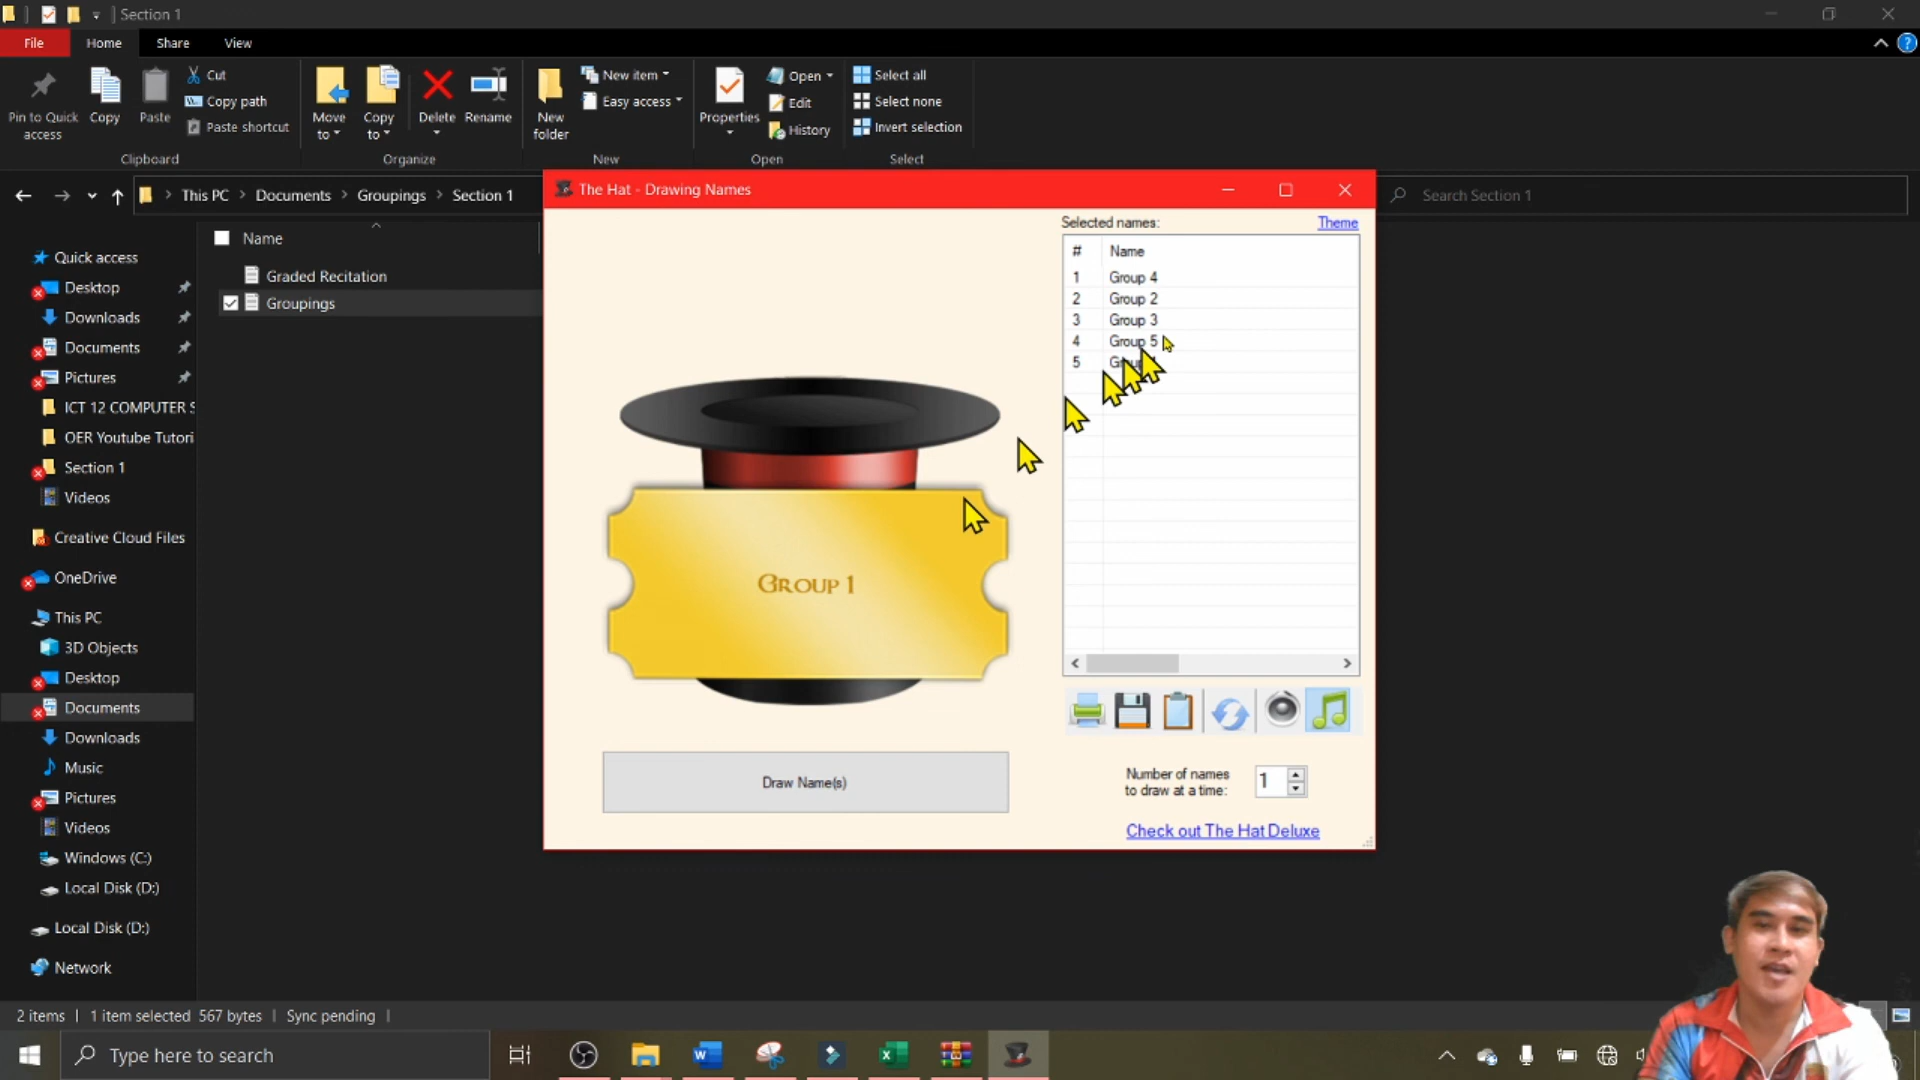 Section 1
File
Home
Share
View
Pin to Quick
access
Copy
Paste
Cut
Copy path
Paste shortcut
Clipboard
Move
to
Copy
to
Delete
Rename
Organize
New
folder
New item
Easy access
New
Properties
Open
Edit
History
Open
Select all
Select none
Invert selection
Select
This PC
Documents
Groupings
Section 1
Search Section 1
Name
Graded Recitation
Groupings
Quick access
Desktop
Downloads
Documents
Pictures
ICT 12 COMPUTER S
OER Youtube Tutori
Section 1
Videos
Creative Cloud Files
OneDrive
This PC
3D Objects
Desktop
Documents
Downloads
Music
Pictures
Videos
Windows (C:)
Local Disk (D:)
Local Disk (D:)
Network
The Hat - Drawing Names
Selected names:
Theme
# Name
1 Group 4
2 Group 2
3 Group 3
4 Group 5
5
Group 1
Draw Name(s)
Number of names
to draw at a time:
1
Check out The Hat Deluxe
2 items
1 item selected 567 bytes
Sync pending
Type here to search